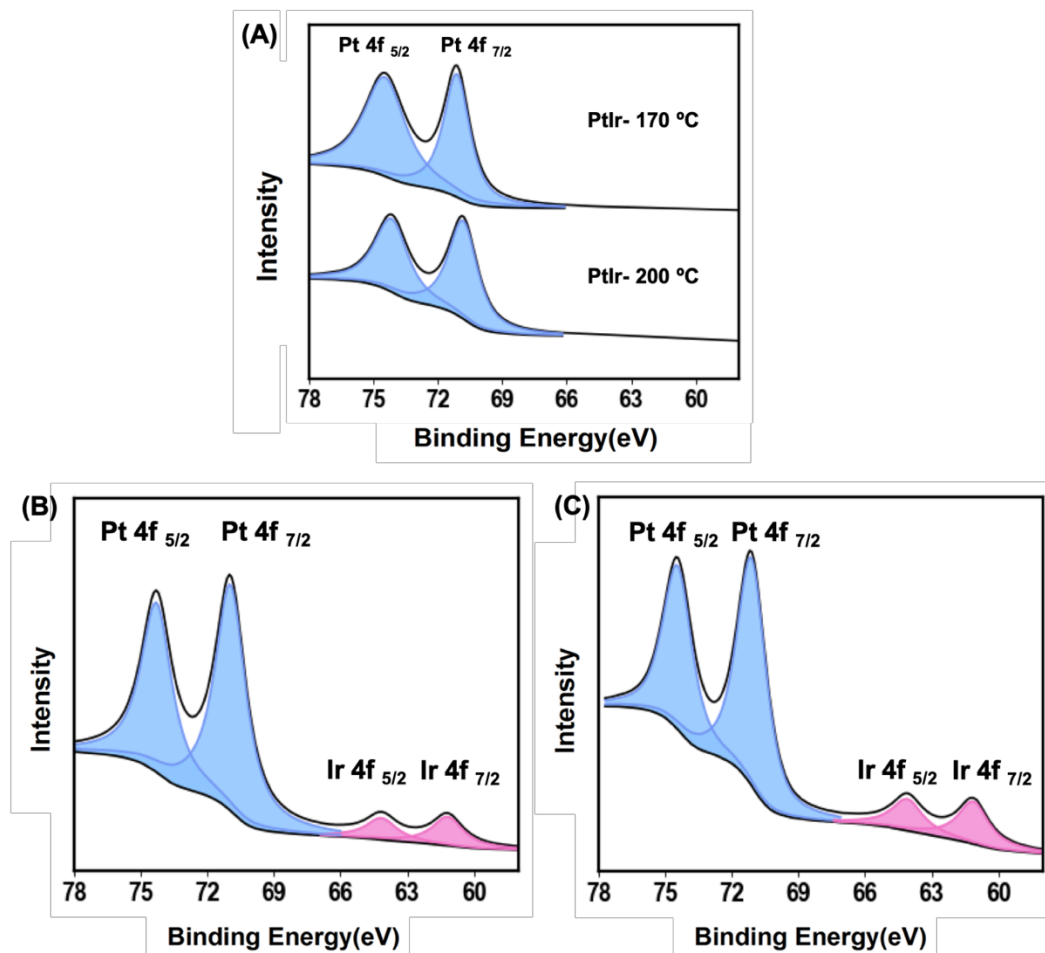 (A)
Pt 4f 5/2 Pt 4f 7/2
PtIr- 170 ºC
PtIr- 200 ºC
Intensity
78 75 72 69 66 63 60
Binding Energy(eV)
(B)
Pt 4f 5/2 Pt 4f 7/2
Ir 4f 5/2 Ir 4f 7/2
Intensity
78 75 72 69 66 63 60
Binding Energy(eV)
(C)
Pt 4f 5/2 Pt 4f 7/2
Ir 4f 5/2 Ir 4f 7/2
Intensity
78 75 72 69 66 63 60
Binding Energy(eV)